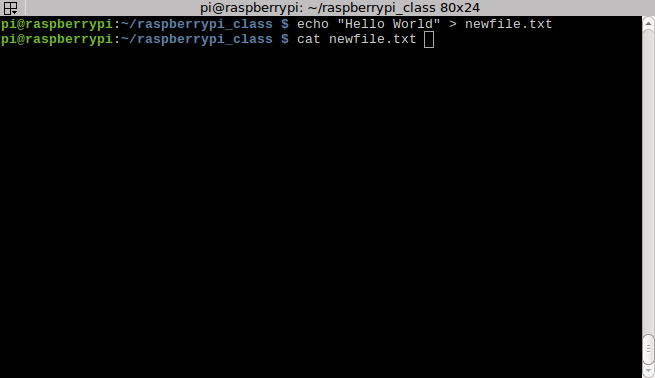 pi@raspberrypi: ~/raspberrypi_class 80x24
pi@raspberrypi:~/raspberrypi_class $ echo "Hello World" > newfile.txt
pi@raspberrypi:~/raspberrypi_class $ cat newfile.txt